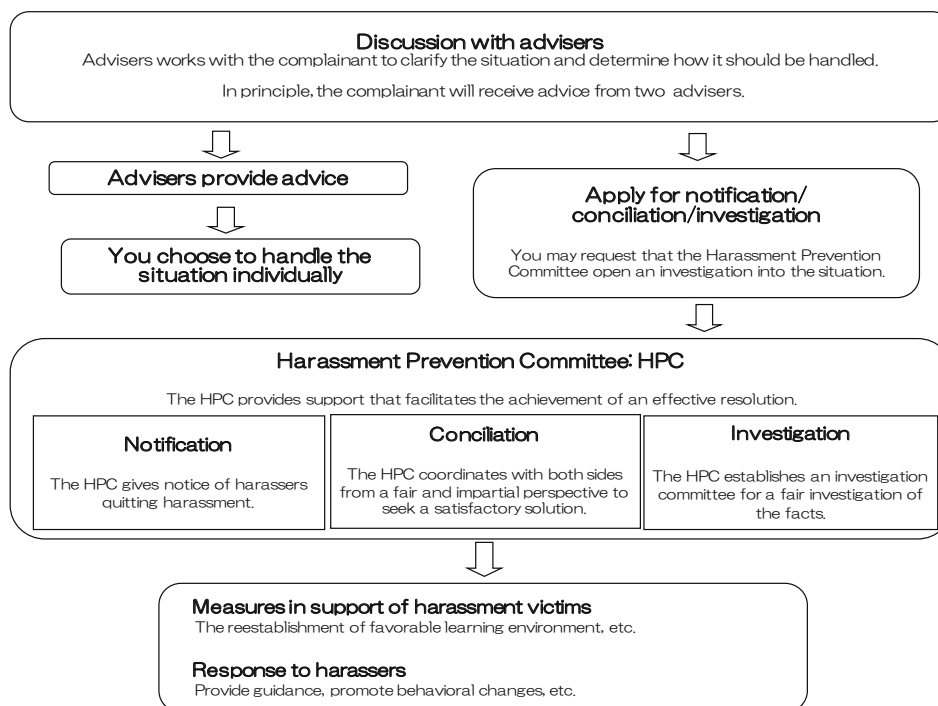 Discussion with advisers
Advisers works with the complainant to clarify the situation and determine how it should be handled.
In principle, the complainant will receive advice from two advisers.
Advisers provide advice
You choose to handle the
situation individually
Apply for notification/
conciliation/investigation
You may request that the Harassment Prevention
Committee open an investigation into the situation.
Harassment Prevention Committee: HPC
The HPC provides support that facilitates the achievement of an effective resolution.
Notification
The HPC gives notice of harassers
quitting harassment.
Conciliation
The HPC coordinates with both sides
from a fair and impartial perspective to
seek a satisfactory solution.
Investigation
The HPC establishes an investigation
committee for a fair investigation of
the facts.
Measures in support of harassment victims
The reestablishment of favorable learning environment, etc.
Response to harassers
Provide guidance, promote behavioral changes, etc.